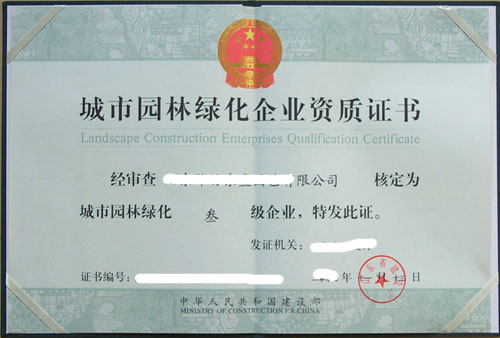 城市园林绿化企业资质证书
Landscape Construction Enterprises Qualification Certificate
经审查 有限公司 核定为
城市园林绿化 叁 级企业，特发此证。
发证机关：
证书编号： 年 月 日
中华人民共和国建设部
MINISTRY OF CONSTRUCTION P.R.CHINA